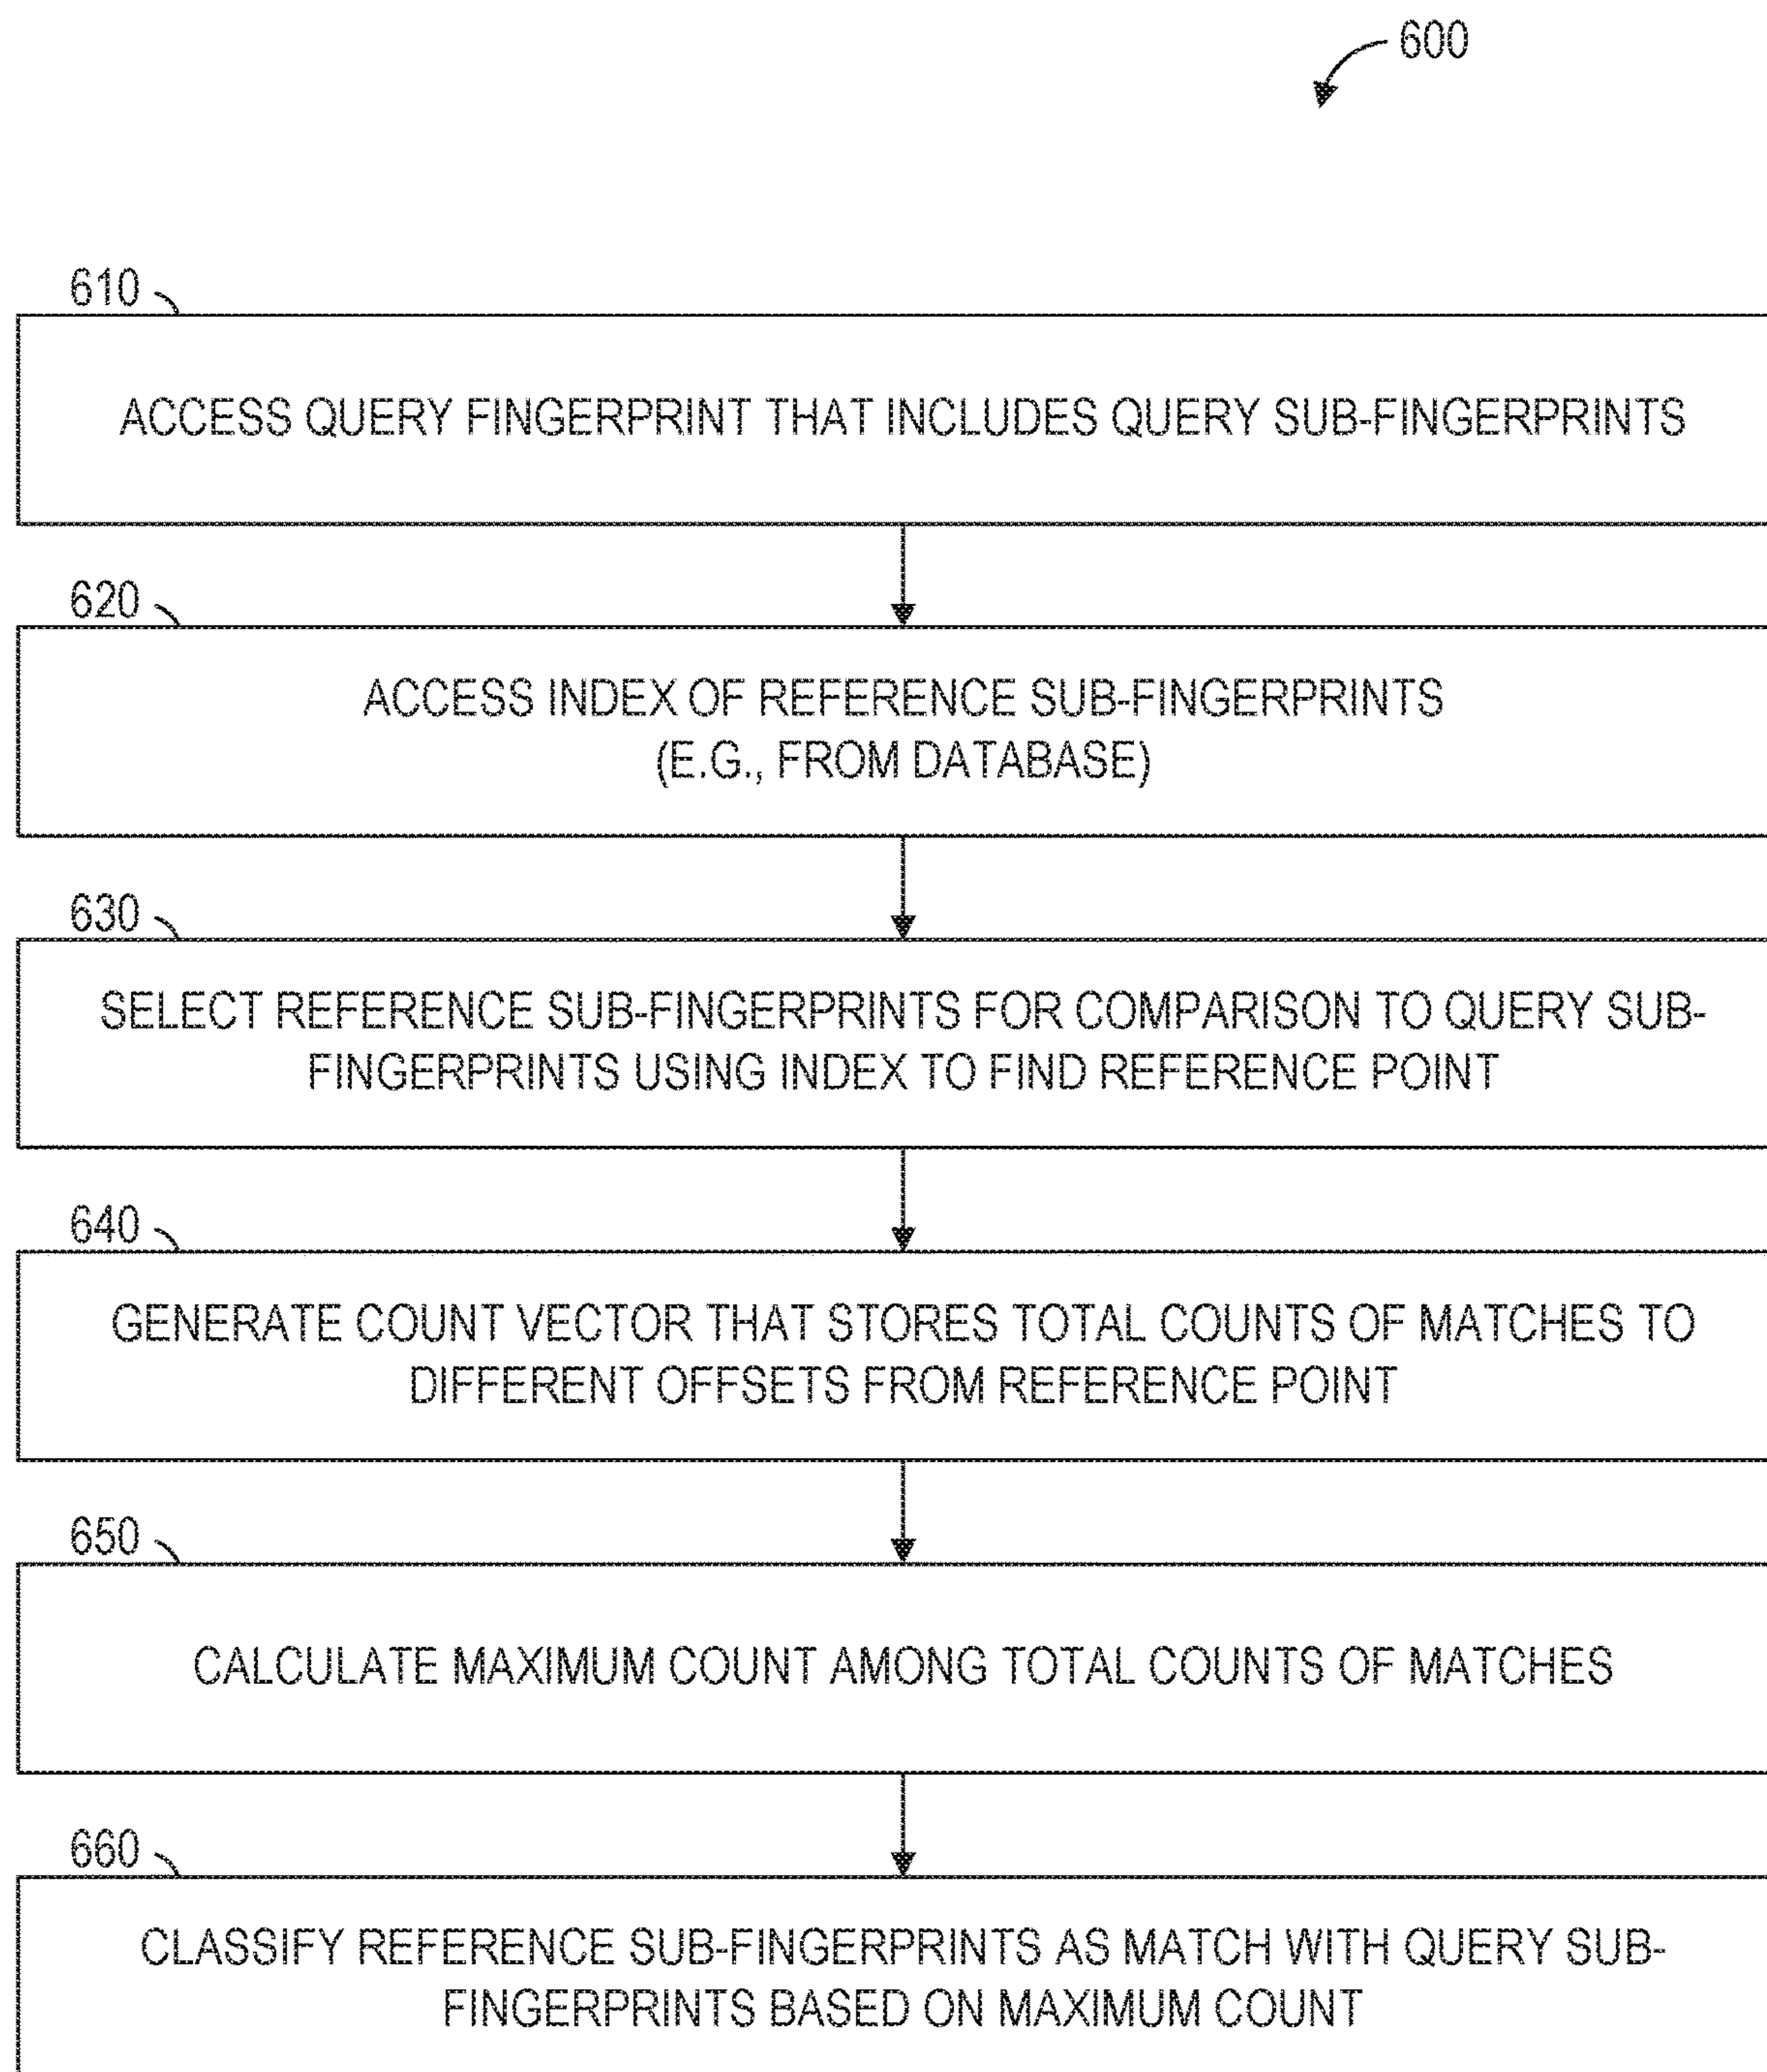 600
610
ACCESS QUERY FINGERPRINT THAT INCLUDES QUERY SUB-FINGERPRINTS
620
ACCESS INDEX OF REFERENCE SUB-FINGERPRINTS
(E.G., FROM DATABASE)
630
SELECT REFERENCE SUB-FINGERPRINTS FOR COMPARISON TO QUERY SUB-
FINGERPRINTS USING INDEX TO FIND REFERENCE POINT
640
GENERATE COUNT VECTOR THAT STORES TOTAL COUNTS OF MATCHES TO
DIFFERENT OFFSETS FROM REFERENCE POINT
650
CALCULATE MAXIMUM COUNT AMONG TOTAL COUNTS OF MATCHES
660
CLASSIFY REFERENCE SUB-FINGERPRINTS AS MATCH WITH QUERY SUB-
FINGERPRINTS BASED ON MAXIMUM COUNT